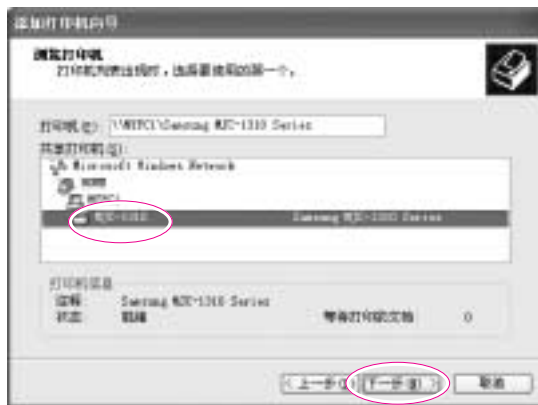 添加打印机向导
浏览打印机
打印机列表出现时，选择要使用的那一个。
打印机(P):
Samsung MJC-1310 Series
共享打印机(S):
Microsoft Windows Network
Samsung MJC-1310 Series
打印机信息
注释 Samsung MJC-1310 Series
状态 就绪 等待打印的文档 0
< 上一步(B) 下一步(N) > 取消